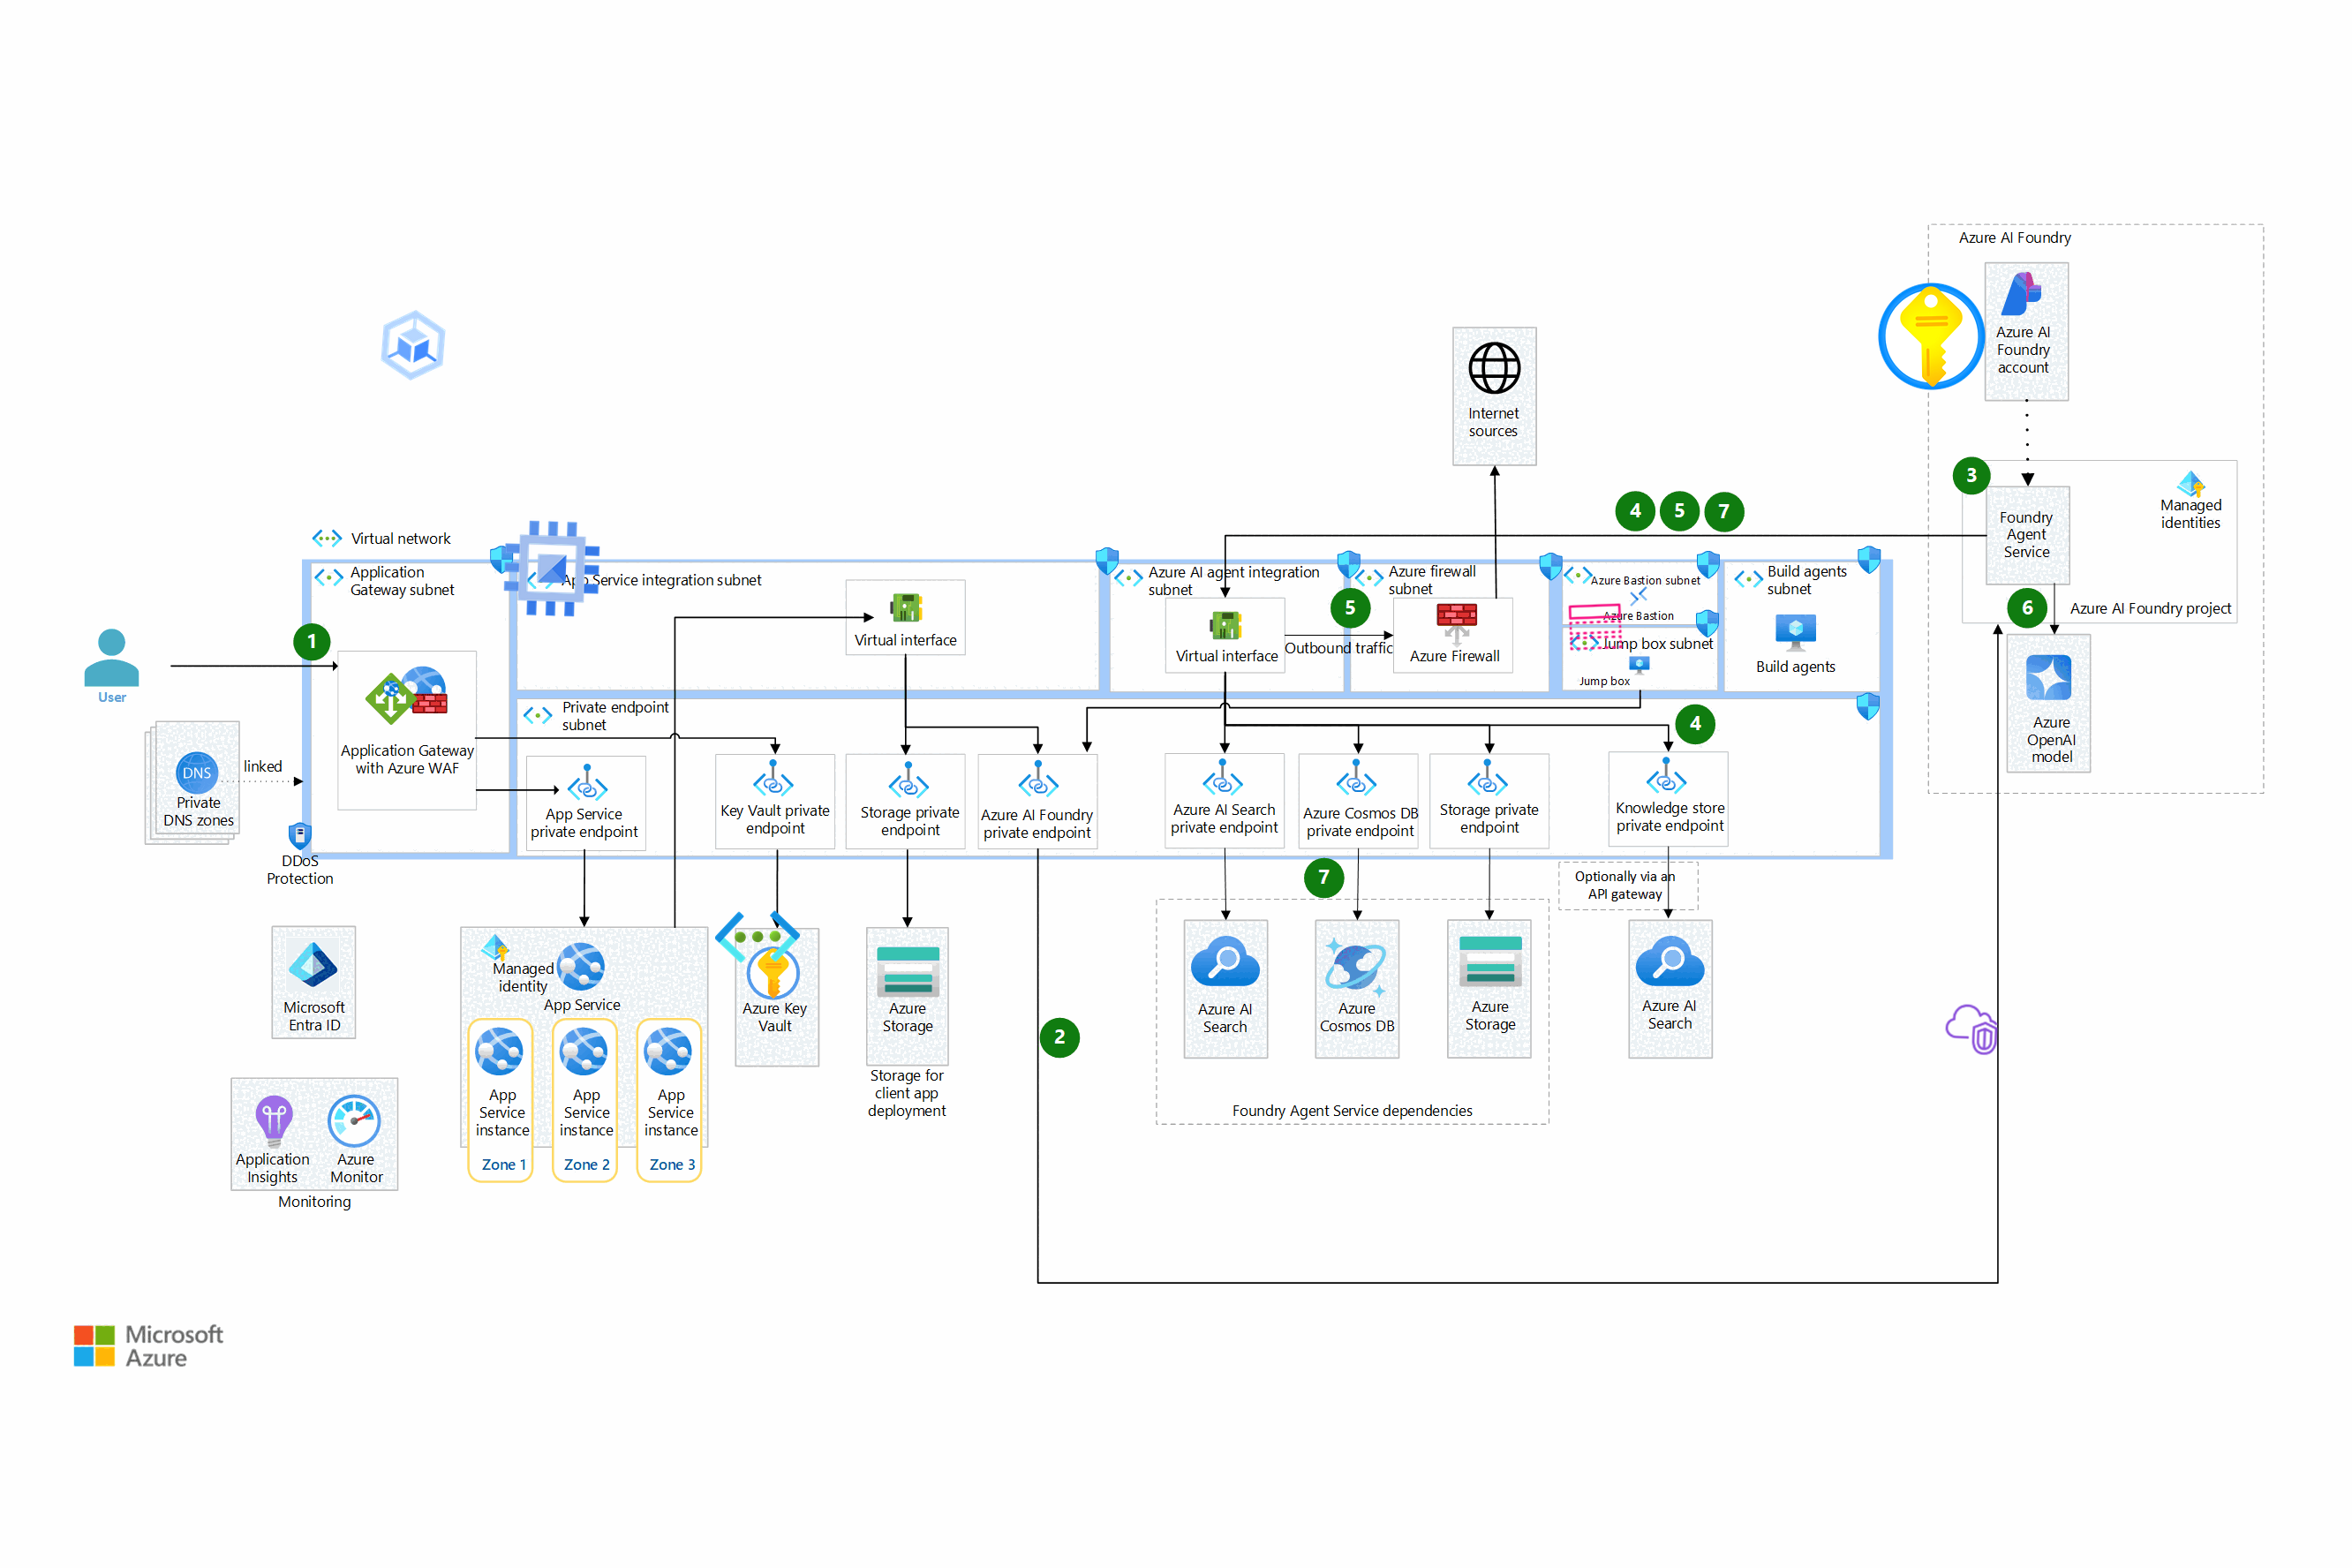 Azure AI Foundry
Azure AI
Foundry
account
Internet
sources
3
Managed
identities
Foundry
Agent
Service
4 5 7
Virtual network
Application
Gateway subnet
App Service integration subnet
Virtual interface
Azure AI agent integration
subnet
Virtual interface
Outbound traffic
5
Azure firewall
subnet
Azure Firewall
Azure Bastion subnet
Azure Bastion
Jump box subnet
Jump box
Build agents
subnet
Build agents
6
Azure AI Foundry project
Azure
OpenAI
model
1
User
Application Gateway
with Azure WAF
Private endpoint
subnet
4
linked
DNS
Private
DNS zones
DDoS
Protection
App Service
private endpoint
Key Vault private
endpoint
Storage private
endpoint
Azure AI Foundry
private endpoint
Azure AI Search
private endpoint
Azure Cosmos DB
private endpoint
Storage private
endpoint
Knowledge store
private endpoint
7
Optionally via an
API gateway
Microsoft
Entra ID
Managed
identity
App Service
Azure Key
Vault
Azure
Storage
Storage for
client app
deployment
2
Azure AI
Search
Azure
Cosmos DB
Azure
Storage
Azure AI
Search
Foundry Agent Service dependencies
App
Service
instance
Zone 1
App
Service
instance
Zone 2
App
Service
instance
Zone 3
Application
Insights
Azure
Monitor
Monitoring
Microsoft
Azure